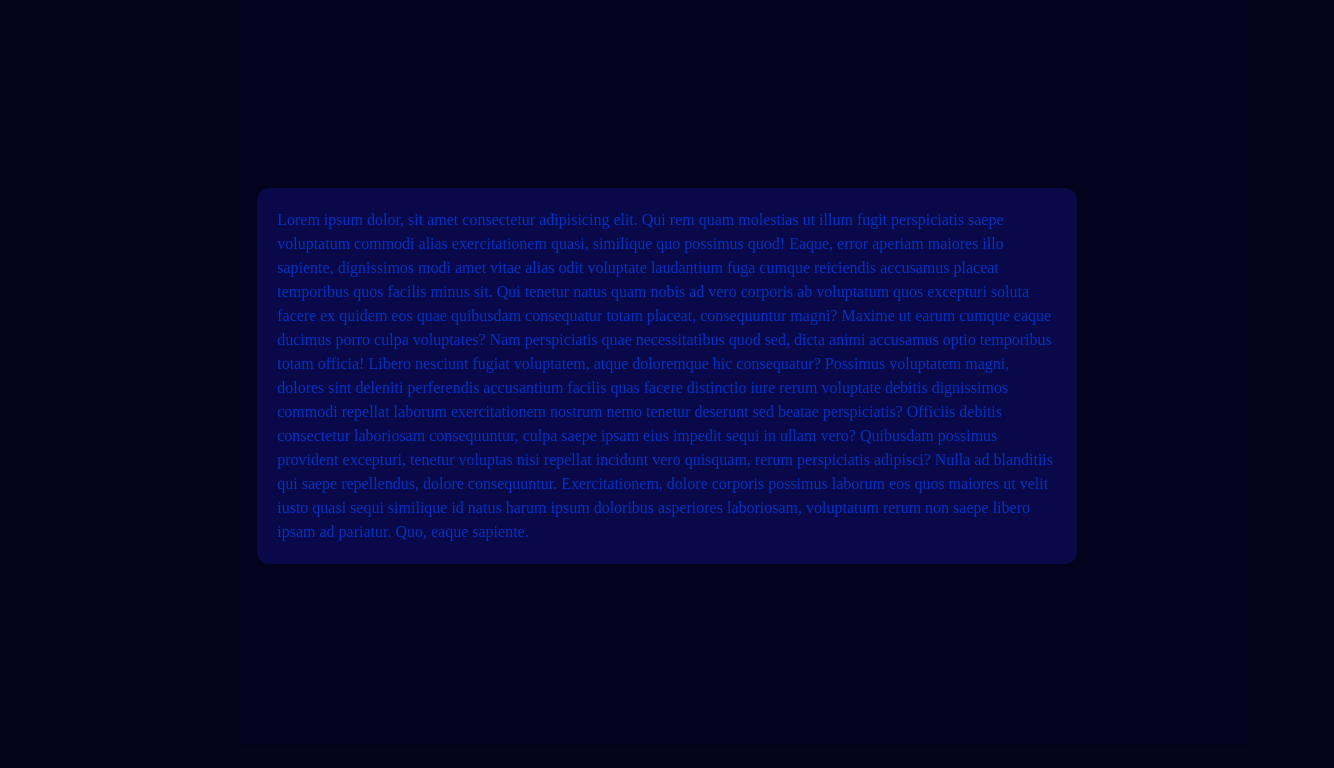 Lorem ipsum dolor, sit amet consectetur adipisicing elit. Qui rem quam molestias ut illum fugit perspiciatis saepe
voluptatum commodi alias exercitationem quasi, similique quo possimus quod! Eaque, error aperiam maiores illo
sapiente, dignissimos modi amet vitae alias odit voluptate laudantium fuga cumque reiciendis accusamus placeat
temporibus quos facilis minus sit. Qui tenetur natus quam nobis ad vero corporis ab voluptatum quos excepturi soluta
facere ex quidem eos quae quibusdam consequatur totam placeat, consequuntur magni? Maxime ut earum cumque eaque
ducimus porro culpa voluptates? Nam perspiciatis quae necessitatibus quod sed, dicta animi accusamus optio temporibus
totam officia! Libero nesciunt fugiat voluptatem, atque doloremque hic consequatur? Possimus voluptatem magni,
dolores sint deleniti perferendis accusantium facilis quas facere distinctio iure rerum voluptate debitis dignissimos
commodi repellat laborum exercitationem nostrum nemo tenetur deserunt sed beatae perspiciatis? Officiis debitis
consectetur laboriosam consequuntur, culpa saepe ipsam eius impedit sequi in ullam vero? Quibusdam possimus
provident excepturi, tenetur voluptas nisi repellat incidunt vero quisquam, rerum perspiciatis adipisci? Nulla ad blanditiis
qui saepe repellendus, dolore consequuntur. Exercitationem, dolore corporis possimus laborum eos quos maiores ut velit
iusto quasi sequi similique id natus harum ipsum doloribus asperiores laboriosam, voluptatum rerum non saepe libero
ipsam ad pariatur. Quo, eaque sapiente.